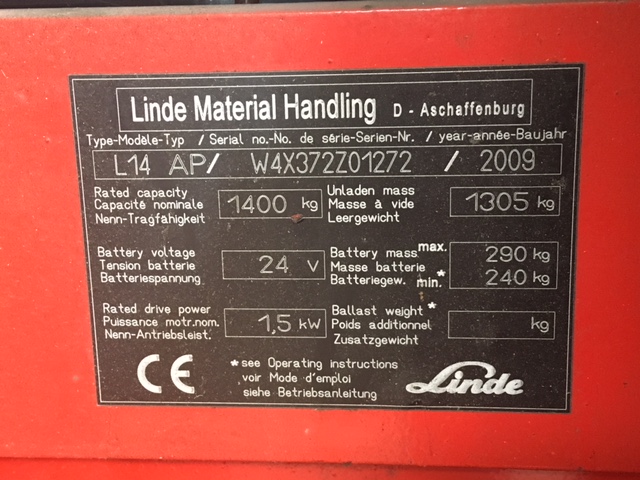 Linde Material Handling D - Aschaffenburg
Type-Modèle-Typ / Serial no.-No. de série-Serien-Nr. / year-année-Baujahr
L14 AP/ W4X372Z01272 / 2009
Rated capacity
Capacité nominale
Nenn-Tragfähigkeit
1400 kg
Unladen mass
Masse à vide
Leergewicht
1305 kg
Battery voltage
Tension batterie
Batteriespannung
24 V
Battery mass max.
Masse batterie
Batteriegew. min.*
290 kg
240 kg
Rated drive power
Puissance motr.nom.
Nenn-Antriebsleist.
1,5 kW
Ballast weight*
Poids additionnel
Zusatzgewicht
kg
CE
*see Operating instructions
voir Mode d'emploi
siehe Betriebsanleitung
Linde